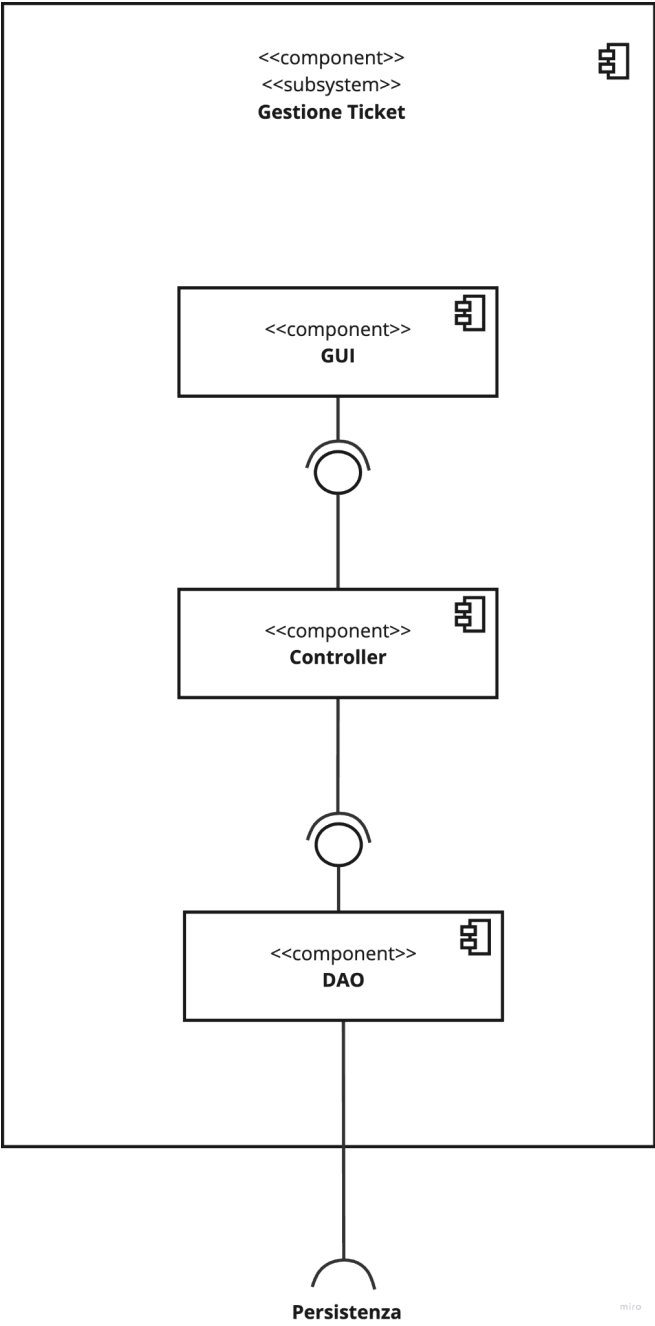 <<component>>
<<subsystem>>
Gestione Ticket
<<component>>
GUI
<<component>>
Controller
<<component>>
DAO
Persistenza
miro